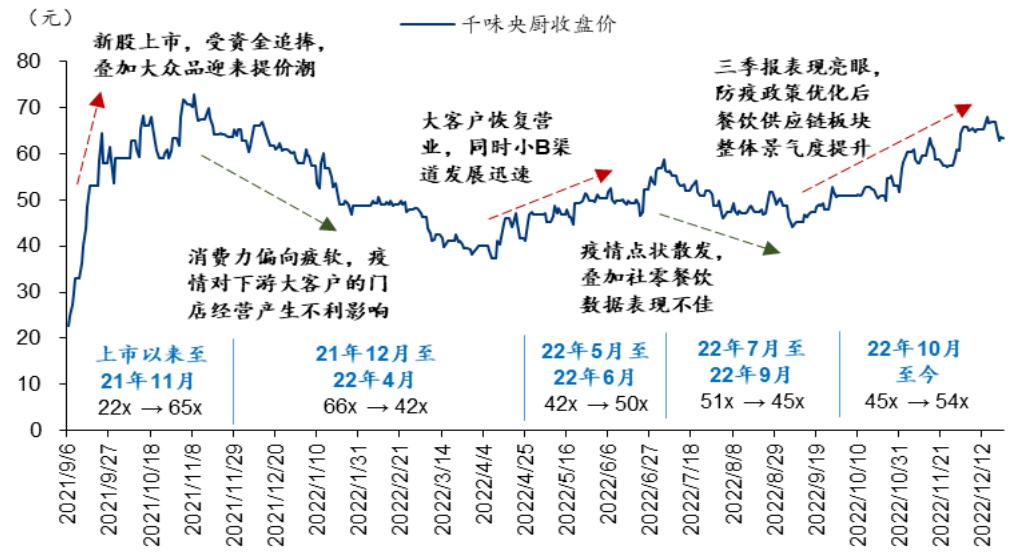 （元）
千味央厨收盘价
80
70
60
50
40
30
20
10
0
新股上市，受资金追捧，
叠加大众品迎来提价潮
消费力偏向疲软，疫
情对下游大客户的门
店经营产生不利影响
大客户恢复营
业，同时小B渠
道发展迅速
疫情点状散发，
叠加社零餐饮
数据表现不佳
三季报表现亮眼，
防疫政策优化后
餐饮供应链板块
整体景气度提升
上市以来至
21年11月
22x → 65x
21年12月至
22年4月
66x → 42x
22年5月至
22年6月
42x → 50x
22年7月至
22年9月
51x → 45x
22年10月
至今
45x → 54x
2021/9/6
2021/9/27
2021/10/18
2021/11/8
2021/11/29
2021/12/20
2022/1/10
2022/1/31
2022/2/21
2022/3/14
2022/4/4
2022/4/25
2022/5/16
2022/6/6
2022/6/27
2022/7/18
2022/8/8
2022/8/29
2022/9/19
2022/10/10
2022/10/31
2022/11/21
2022/12/12